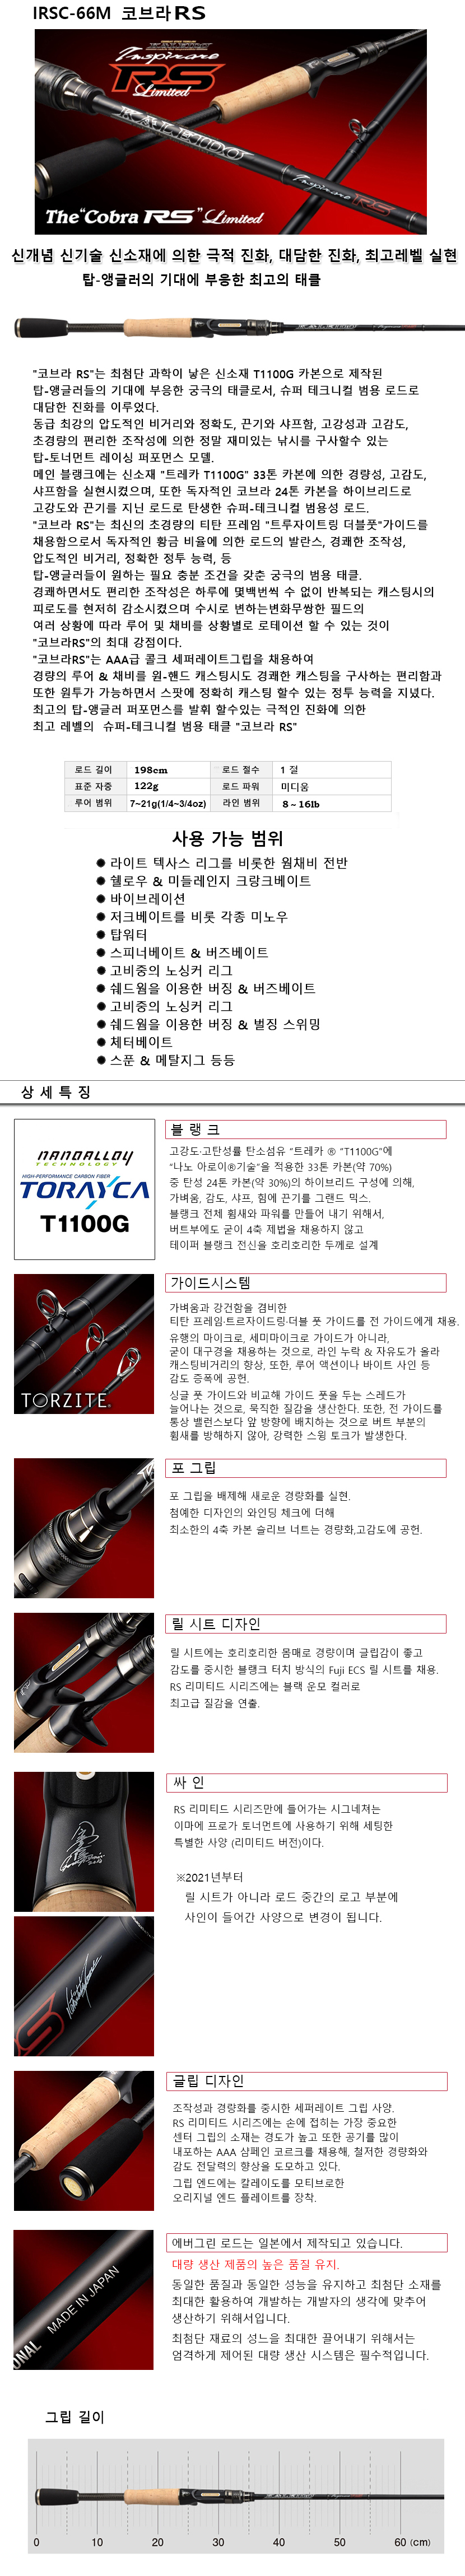 IRSC-66M 코브라RS
Inspirare
RS
Limited
KALEIDO
Inspirare
RS
The "Cobra RS" Limited
신개념 신기술 신소재에 의한 극적 진화, 대담한 진화, 최고레벨 실현
탑-앵글러의 기대에 부응한 최고의 태클
"코브라 RS"는 최첨단 과학이 낳은 신소재 T1100G 카본으로 제작된
탑-앵글러들의 기대에 부응한 궁극의 태클로서, 슈퍼 테크니컬 범용 로드로
대담한 진화를 이루었다.
동급 최강의 압도적인 비거리와 정확도, 끈기와 샤프함, 고강성과 고감도,
초경량의 편리한 조작성에 의한 정말 재미있는 낚시를 구사할수 있는
탑-토너먼트 레이싱 퍼포먼스 모델.
메인 블랭크에는 신소재 "트레카 T1100G" 33톤 카본에 의한 경량성, 고감도,
샤프함을 실현시켰으며, 또한 독자적인 코브라 24톤 카본을 하이브리드로
고강도와 끈기를 지닌 로드로 탄생한 슈퍼-테크니컬 범용성 로드.
"코브라 RS"는 최신의 초경량의 티탄 프레임 "트루자이트링 더블풋"가이드를
채용함으로서 독자적인 황금 비율에 의한 로드의 발란스, 경쾌한 조작성,
압도적인 비거리, 정확한 정투 능력, 등
탑-앵글러들이 원하는 필요 충분 조건을 갖춘 궁극의 범용 태클.
경쾌하면서도 편리한 조작성은 하루에 몇백번씩 수 없이 반복되는 캐스팅시의
피로도를 현저히 감소시켰으며 수시로 변하는변화무쌍한 필드의
여러 상황에 따라 루어 및 채비를 상황별로 로테이션 할 수 있는 것이
"코브라RS"의 최대 강점이다.
"코브라RS"는 AAA급 콜크 세퍼레이트그립을 채용하여
경량의 루어 & 채비를 원-핸드 캐스팅시도 경쾌한 캐스팅을 구사하는 편리함과
또한 원투가 가능하면서 스팟에 정확히 캐스팅 할수 있는 정투 능력을 지녔다.
최고의 탑-앵글러 퍼포먼스를 발휘 할수있는 극적인 진화에 의한
최고 레벨의 슈퍼-테크니컬 범용 태클 "코브라 RS"
로드 길이 198cm 로드 절수 1 절
표준 자중 122g 로드 파워 미디움
루어 범위 7~21g(1/4~3/4oz) 라인 범위 8 ~ 16lb
사용 가능 범위
● 라이트 텍사스 리그를 비롯한 웜채비 전반
● 쉘로우 & 미들레인지 크랑크베이트
● 바이브레이션
● 저크베이트를 비롯 각종 미노우
● 탑워터
● 스피너베이트 & 버즈베이트
● 고비중의 노싱커 리그
● 쉐드웜을 이용한 버징 & 버즈베이트
● 고비중의 노싱커 리그
● 쉐드웜을 이용한 버징 & 벌징 스위밍
● 체터베이트
● 스푼 & 메탈지그 등등
상 세 특 징
nanoalloy
TECHNOLOGY
HIGH-PERFORMANCE CARBON FIBER
TORAYCA
T1100G
블 랭 크
고강도·고탄성률 탄소섬유 "트레카 ® "T1100G"에
"나노 아로이®기술"을 적용한 33톤 카본(약 70%)
중 탄성 24톤 카본(약 30%)의 하이브리드 구성에 의해,
가벼움, 감도, 샤프, 힘에 끈기를 그랜드 믹스.
블랭크 전체 휨새와 파워를 만들어 내기 위해서,
버트부에도 굳이 4축 제법을 채용하지 않고
테이퍼 블랭크 전신을 호리호리한 두께로 설계
TORZITE®
가이드시스템
가벼움과 강건함을 겸비한
티탄 프레임·트르자이드링·더블 풋 가이드를 전 가이드에게 채용.
유행의 마이크로, 세미마이크로 가이드가 아니라,
굳이 대구경을 채용하는 것으로, 라인 누락 & 자유도가 올라
캐스팅비거리의 향상, 또한, 루어 액션이나 바이트 사인 등
감도 증폭에 공헌.
싱글 풋 가이드와 비교해 가이드 풋을 두는 스레드가
늘어나는 것으로, 묵직한 질감을 생산한다. 또한, 전 가이드를
통상 밸런스보다 앞 방향에 배치하는 것으로 버트 부분의
휨새를 방해하지 않아, 강력한 스윙 토크가 발생한다.
포 그립
포 그립을 배제해 새로운 경량화를 실현.
첨예한 디자인의 와인딩 체크에 더해
최소한의 4축 카본 슬리브 너트는 경량화,고감도에 공헌.
릴 시트 디자인
릴 시트에는 호리호리한 몸매로 경량이며 글립감이 좋고
감도를 중시한 블랭크 터치 방식의 Fuji ECS 릴 시트를 채용.
RS 리미티드 시리즈에는 블랙 운모 컬러로
최고급 질감을 연출.
싸 인
RS 리미티드 시리즈만에 들어가는 시그네쳐는
이마에 프로가 토너먼트에 사용하기 위해 세팅한
특별한 사양 (리미티드 버전)이다.
※2021년부터
릴 시트가 아니라 로드 중간의 로고 부분에
사인이 들어간 사양으로 변경이 됩니다.
RS
글립 디자인
조작성과 경량화를 중시한 세퍼레이트 그립 사양.
RS 리미티드 시리즈에는 손에 접히는 가장 중요한
센터 그립의 소재는 경도가 높고 또한 공기를 많이
내포하는 AAA 샴페인 코르크를 채용해, 철저한 경량화와
감도 전달력의 향상을 도모하고 있다.
그립 엔드에는 칼레이도를 모티브로한
오리지널 엔드 플레이트를 장착.
ONAL MADE IN JAPAN
에버그린 로드는 일본에서 제작되고 있습니다.
대량 생산 제품의 높은 품질 유지.
동일한 품질과 동일한 성능을 유지하고 최첨단 소재를
최대한 활용하여 개발하는 개발자의 생각에 맞추어
생산하기 위해서입니다.
최첨단 재료의 성느을 최대한 끌어내기 위해서는
엄격하게 제어된 대량 생산 시스템은 필수적입니다.
그립 길이
0 10 20 30 40 50 60 (cm)